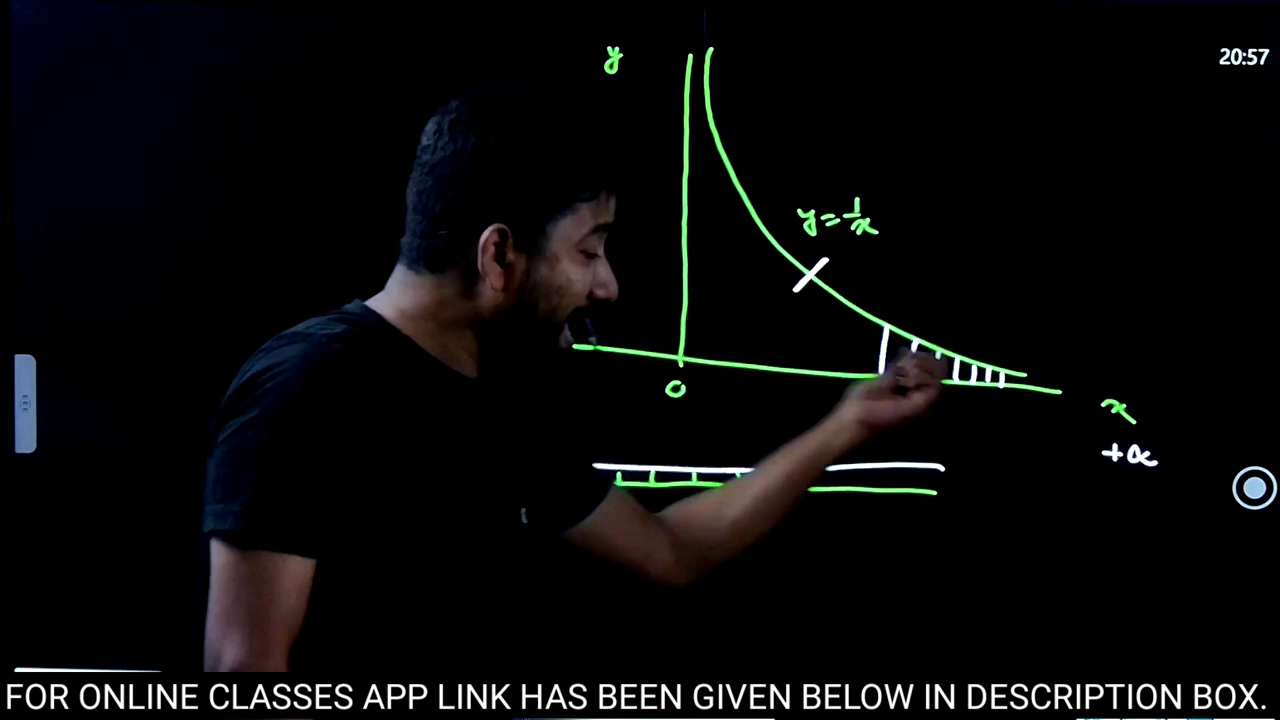 y
20:57
y = 1/x
0
x
+α
FOR ONLINE CLASSES APP LINK HAS BEEN GIVEN BELOW IN DESCRIPTION BOX.